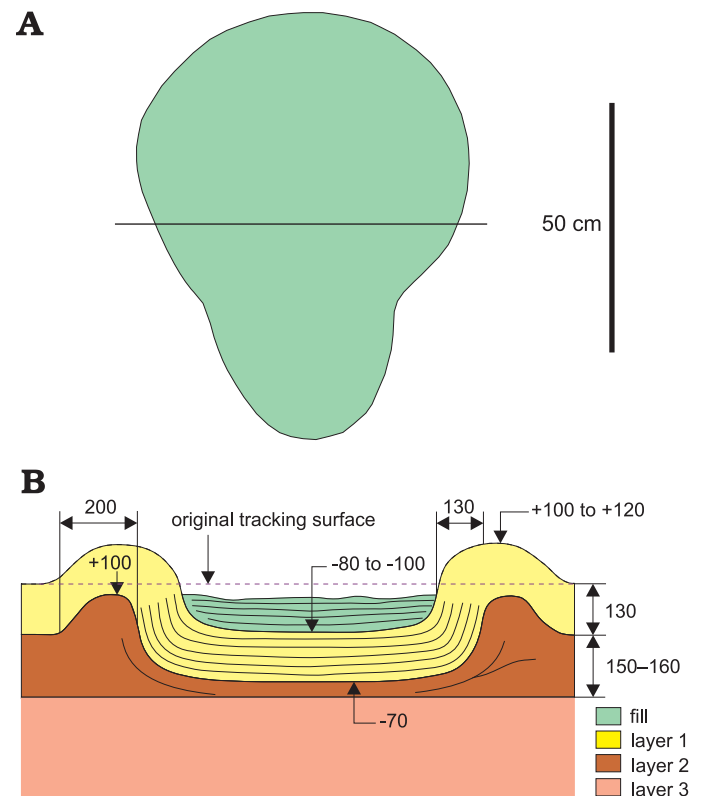 A
50 cm
B
200
original tracking surface
130
+100 to +120
+100
-80 to -100
130
150–160
-70
fill
layer 1
layer 2
layer 3